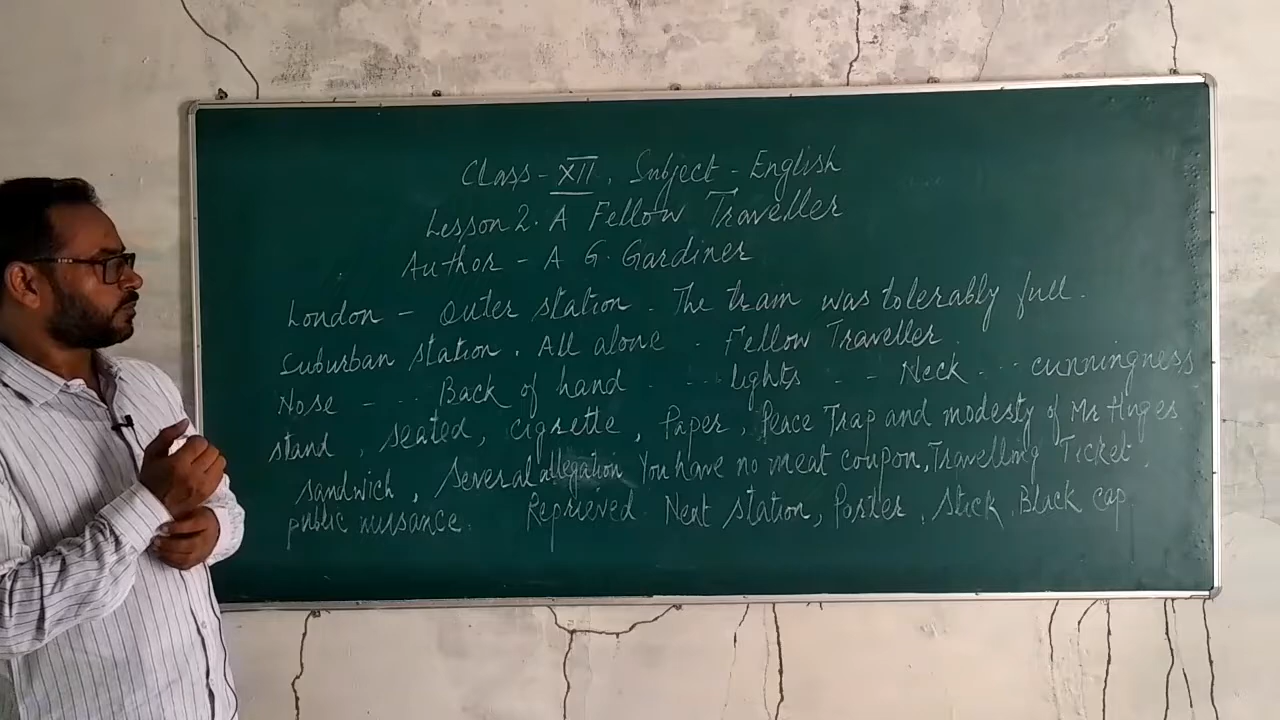 Class - XII, Subject - English
Lesson 2. A Fellow Traveller
Author - A G. Gardiner
London - Outer station. The train was tolerably full.
Suburban station. All alone. Fellow Traveller.
Nose - .. Back of hand . .. lights .. - Neck ... cunningness
stand, seated, cigrette, Paper, Peace Trap and modesty of Mr Huges
sandwich, Several allegation You have no meat coupon, Travelling Ticket.
public nuisance. Reprieved. Next station, Porter, stick, Black cap.